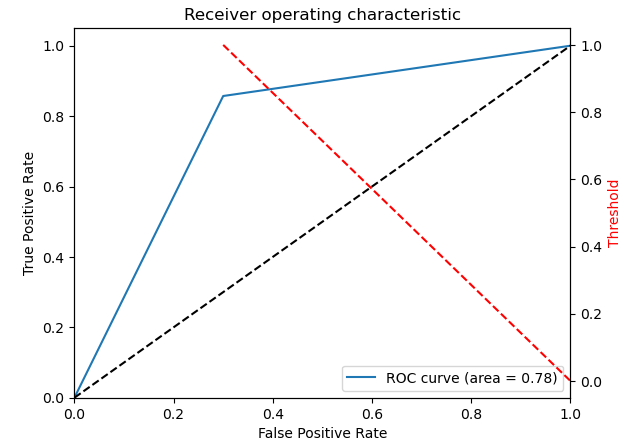 Receiver operating characteristic
1.0
0.8
0.6
0.4
0.2
0.0
True Positive Rate
0.0 0.2 0.4 0.6 0.8 1.0
False Positive Rate
1.0
0.8
0.6
0.4
0.2
0.0
Threshold
ROC curve (area = 0.78)